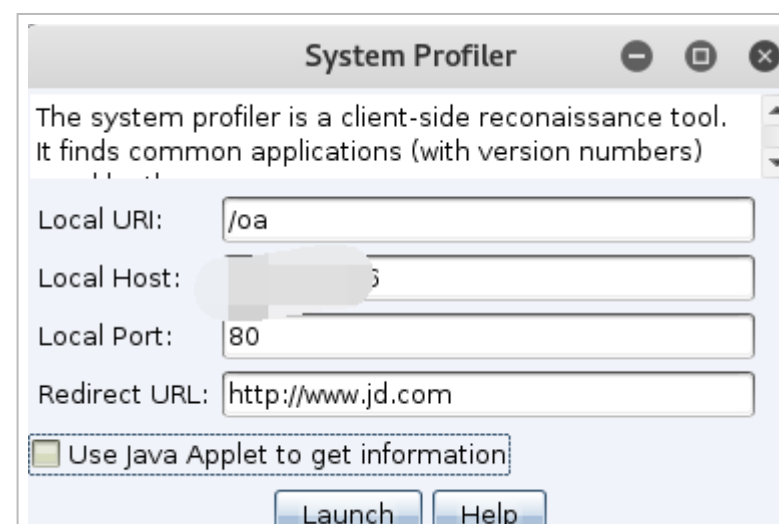 System Profiler
The system profiler is a client-side reconaissance tool.
It finds common applications (with version numbers)
Local URI: /oa
Local Host: 6
Local Port: 80
Redirect URL: http://www.jd.com
Use Java Applet to get information
Launch Help